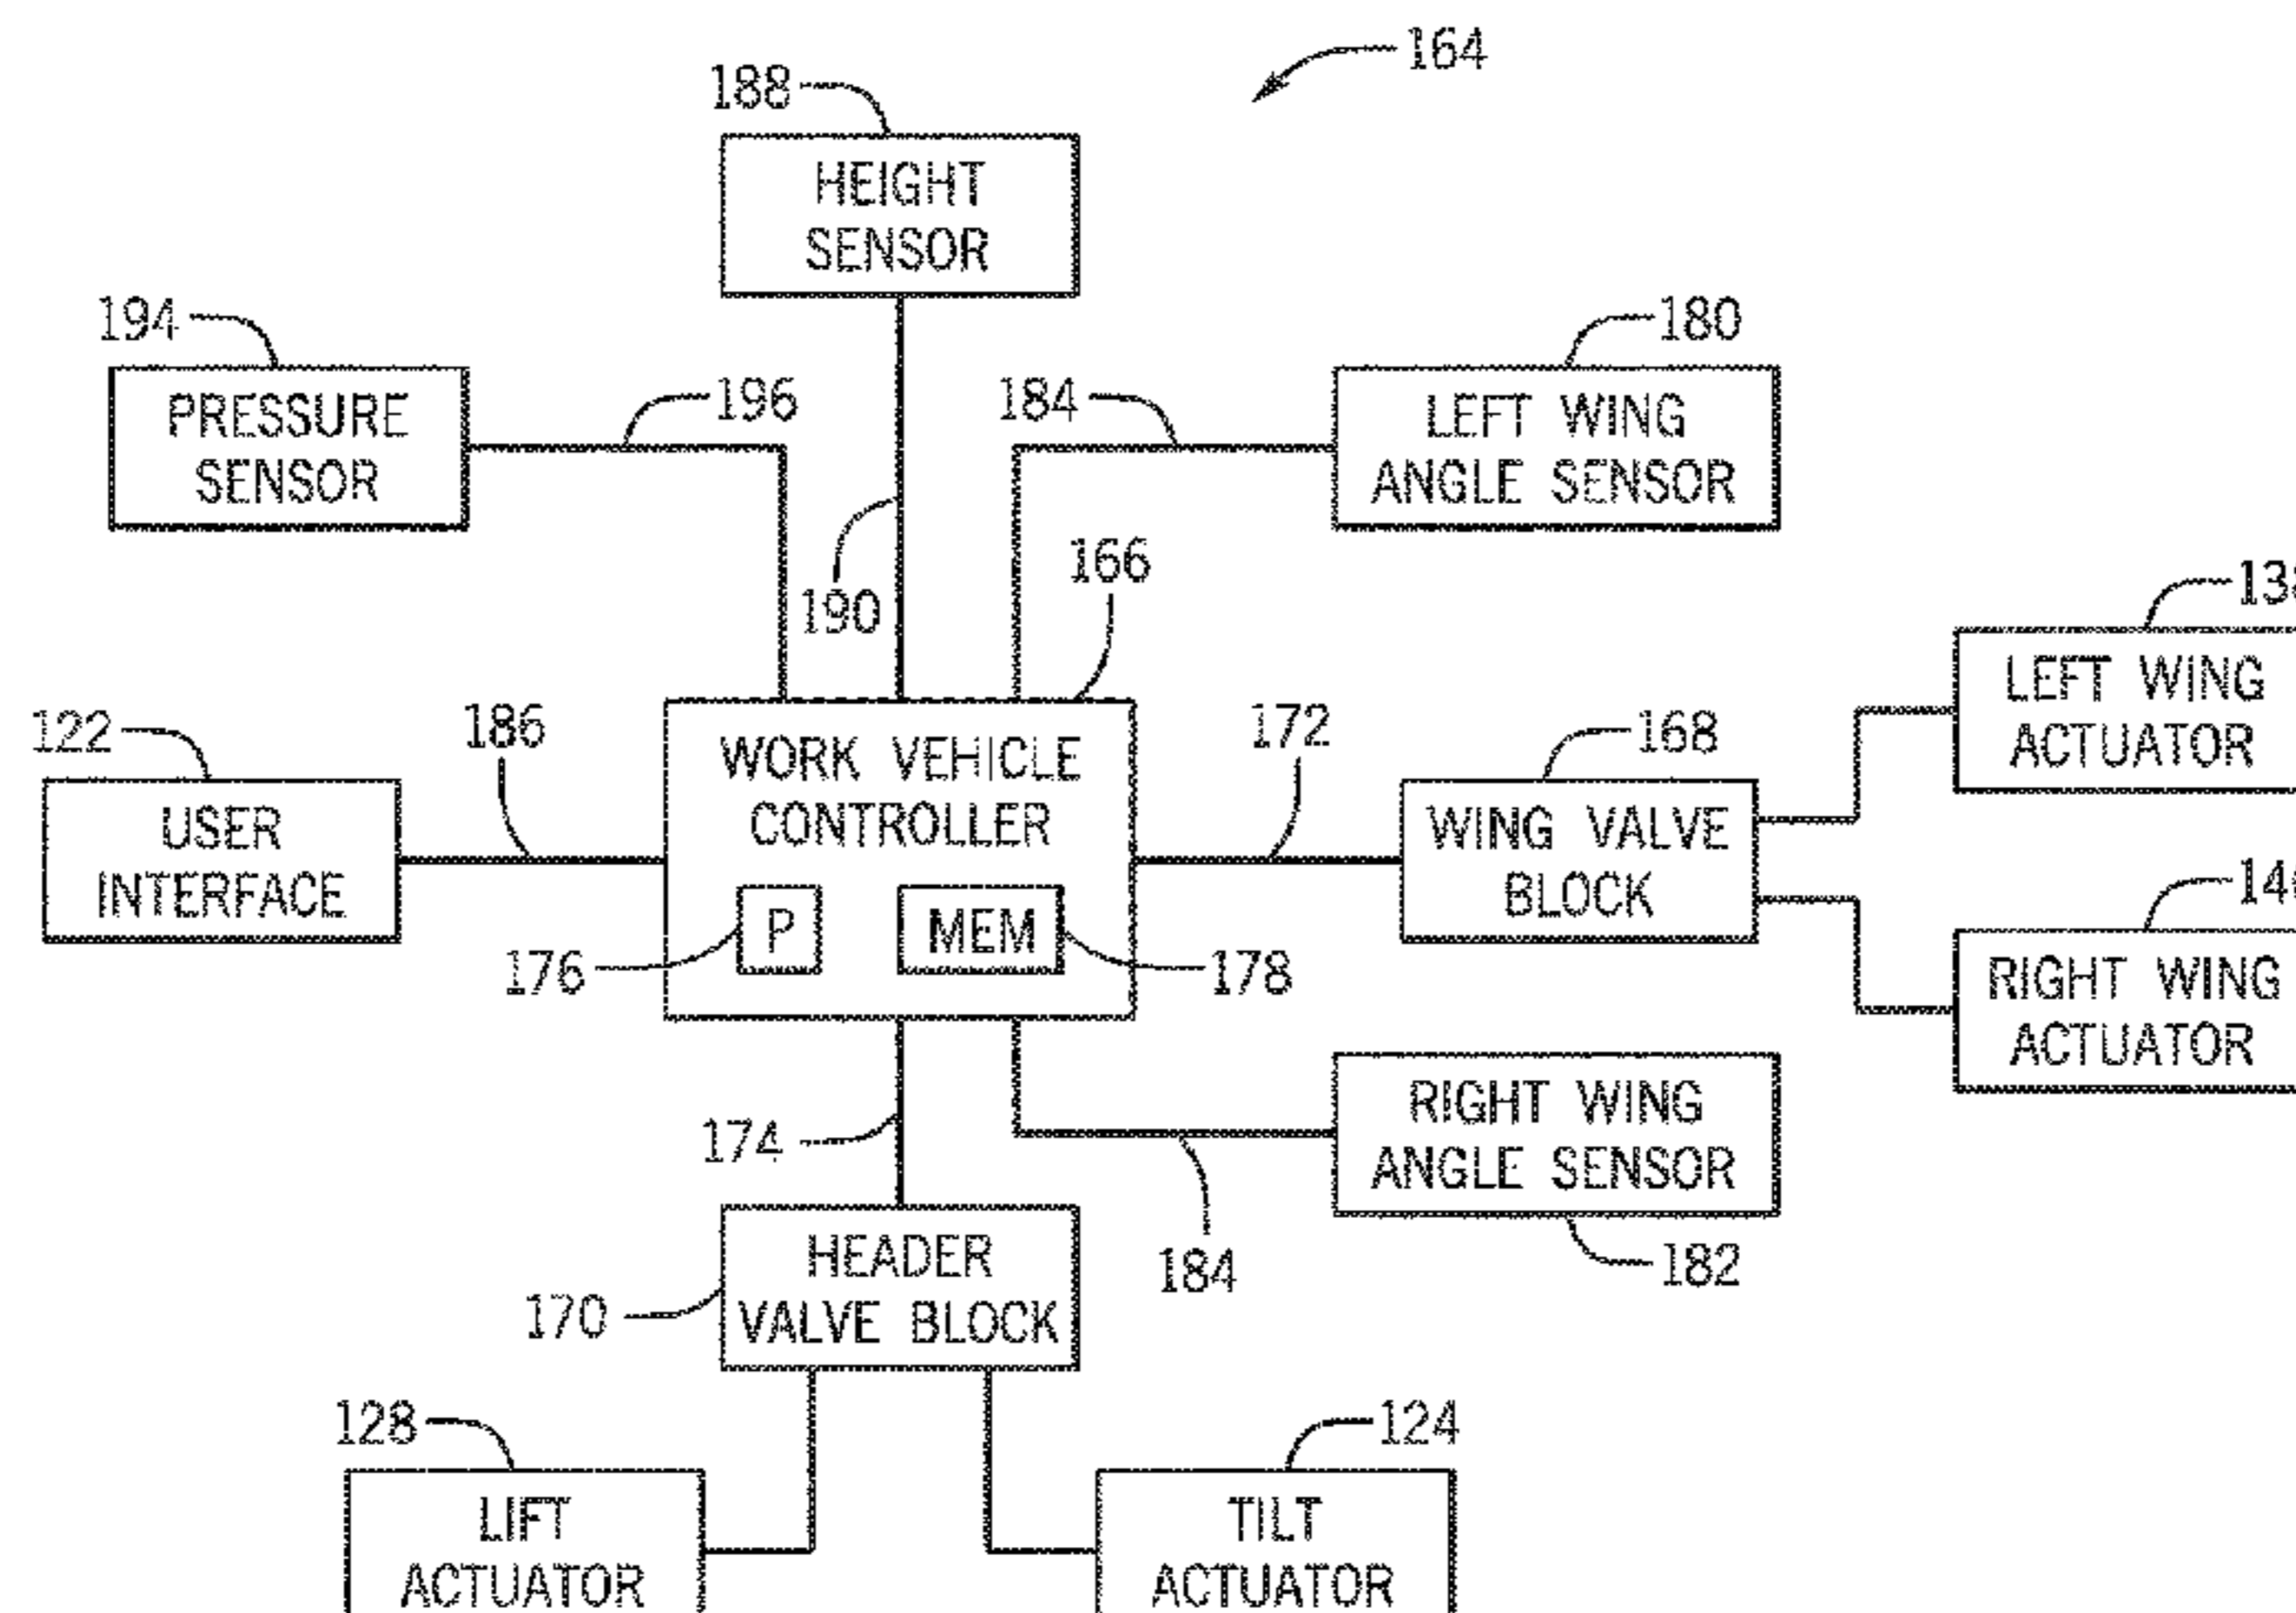 164
188
HEIGHT
SENSOR
194
180
PRESSURE
SENSOR
196
184
LEFT WING
ANGLE SENSOR
190
166
LEFT WING
ACTUATOR
122
186
172
168
USER
INTERFACE
WORK VEHICLE
CONTROLLER
P
MEM
176
178
WING VALVE
BLOCK
RIGHT WING
ACTUATOR
174
RIGHT WING
ANGLE SENSOR
184
182
170
HEADER
VALVE BLOCK
128
124
LIFT
ACTUATOR
TILT
ACTUATOR